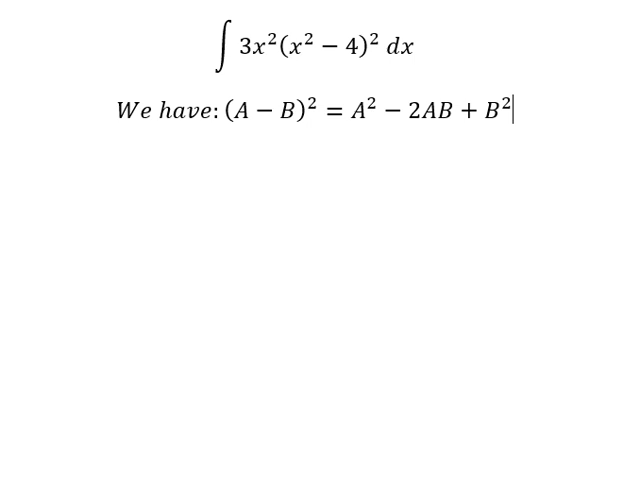 ∫ 3x²(x² − 4)² dx
We have: (A − B)² = A² − 2AB + B²